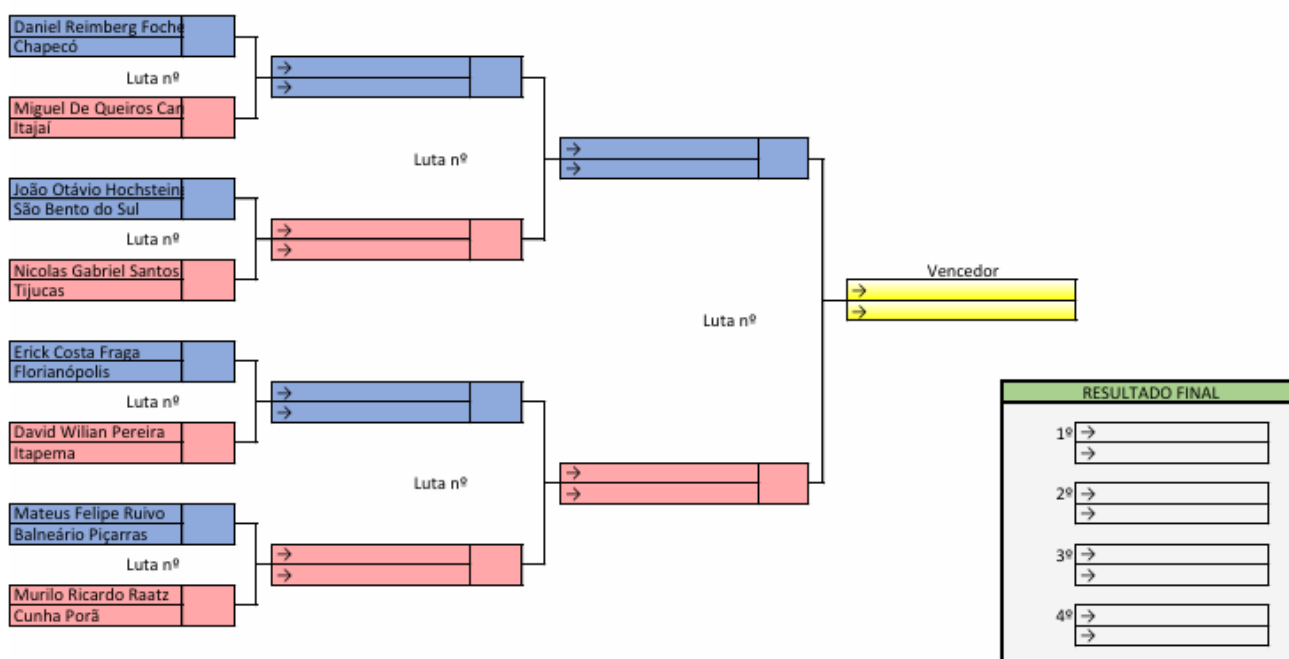 Daniel Reimberg Foche
Chapecó
Luta nº
Miguel De Queiros Car
Itajaí
João Otávio Hochstein
São Bento do Sul
Luta nº
Nicolas Gabriel Santos
Tijucas
Erick Costa Fraga
Florianópolis
Luta nº
David Wilian Pereira
Itapema
Mateus Felipe Ruivo
Balneário Piçarras
Luta nº
Murilo Ricardo Raatz
Cunha Porã
→
→
Luta nº
→
→
→
→
Luta nº
→
→
→
→
Luta nº
→
→
Vencedor
→
→
RESULTADO FINAL
1º →
→
2º →
→
3º →
→
4º →
→